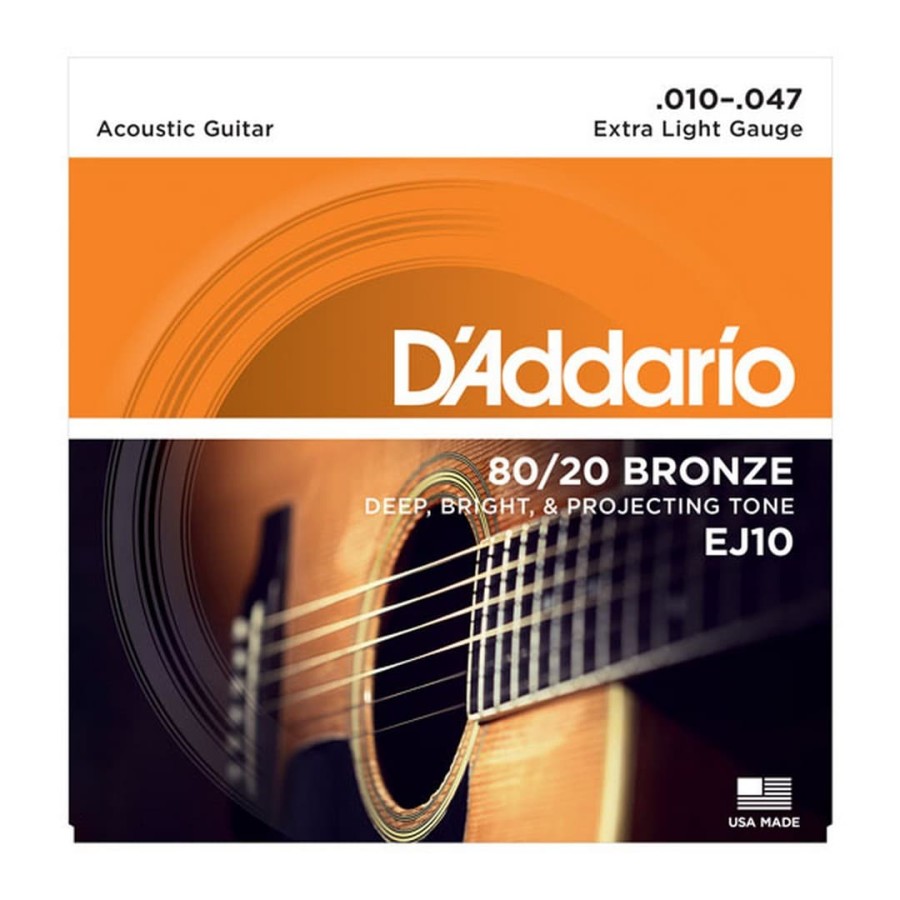 .010–.047
Acoustic Guitar
Extra Light Gauge
D'Addario
80/20 BRONZE
DEEP, BRIGHT, & PROJECTING TONE
EJ10
USA MADE